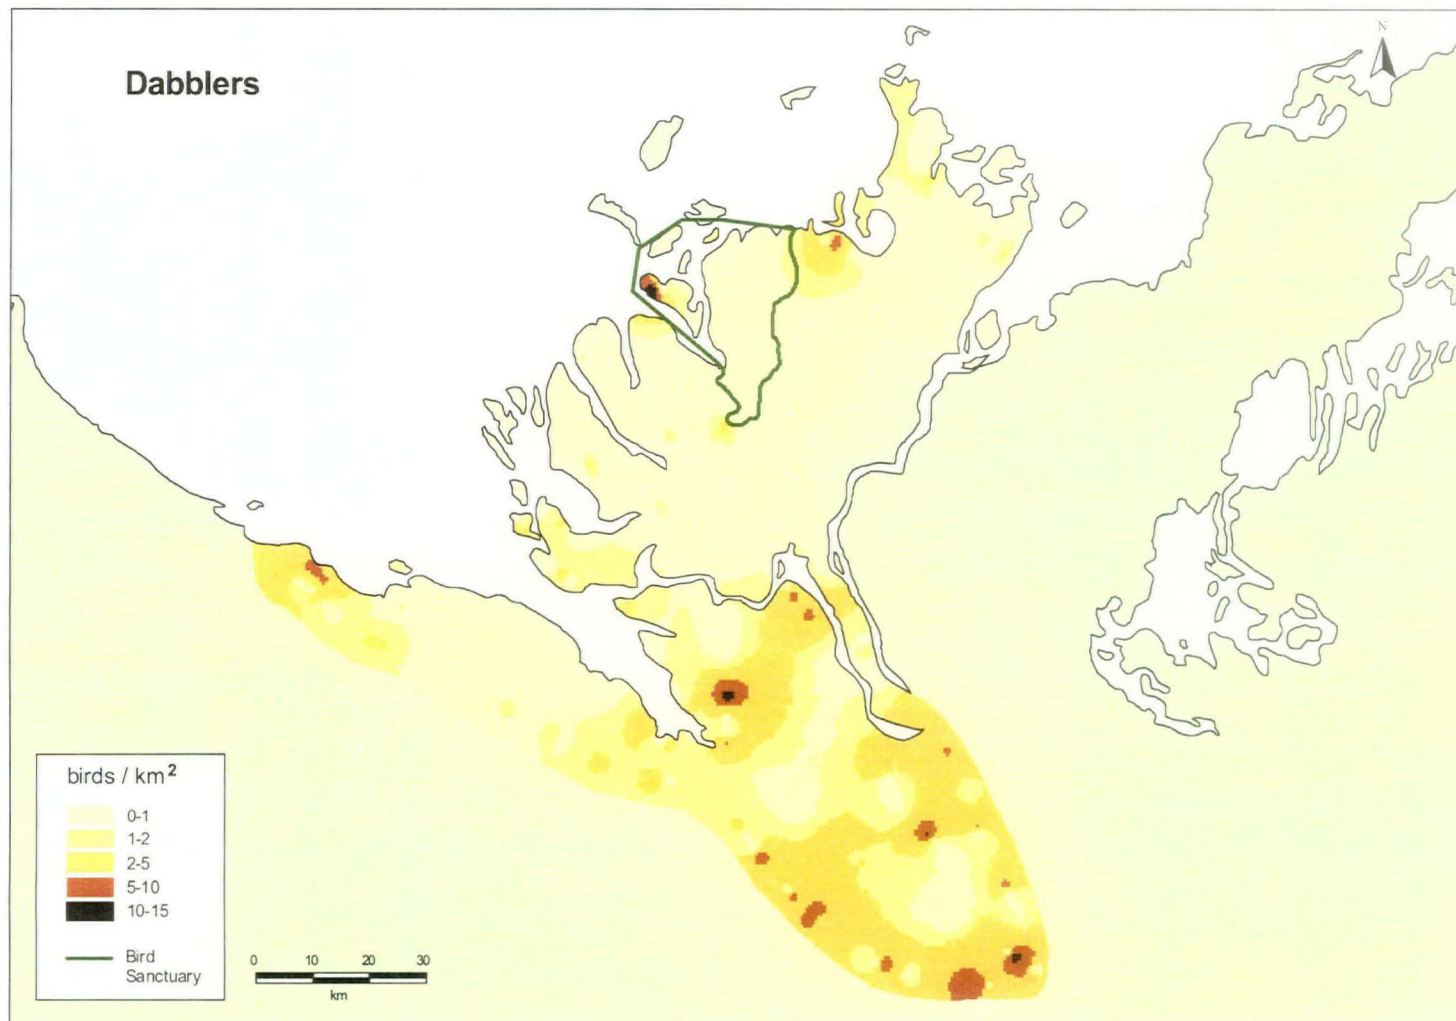 N
Dabblers
birds / km²
0-1
1-2
2-5
5-10
10-15
Bird
Sanctuary
0 10 20 30
km